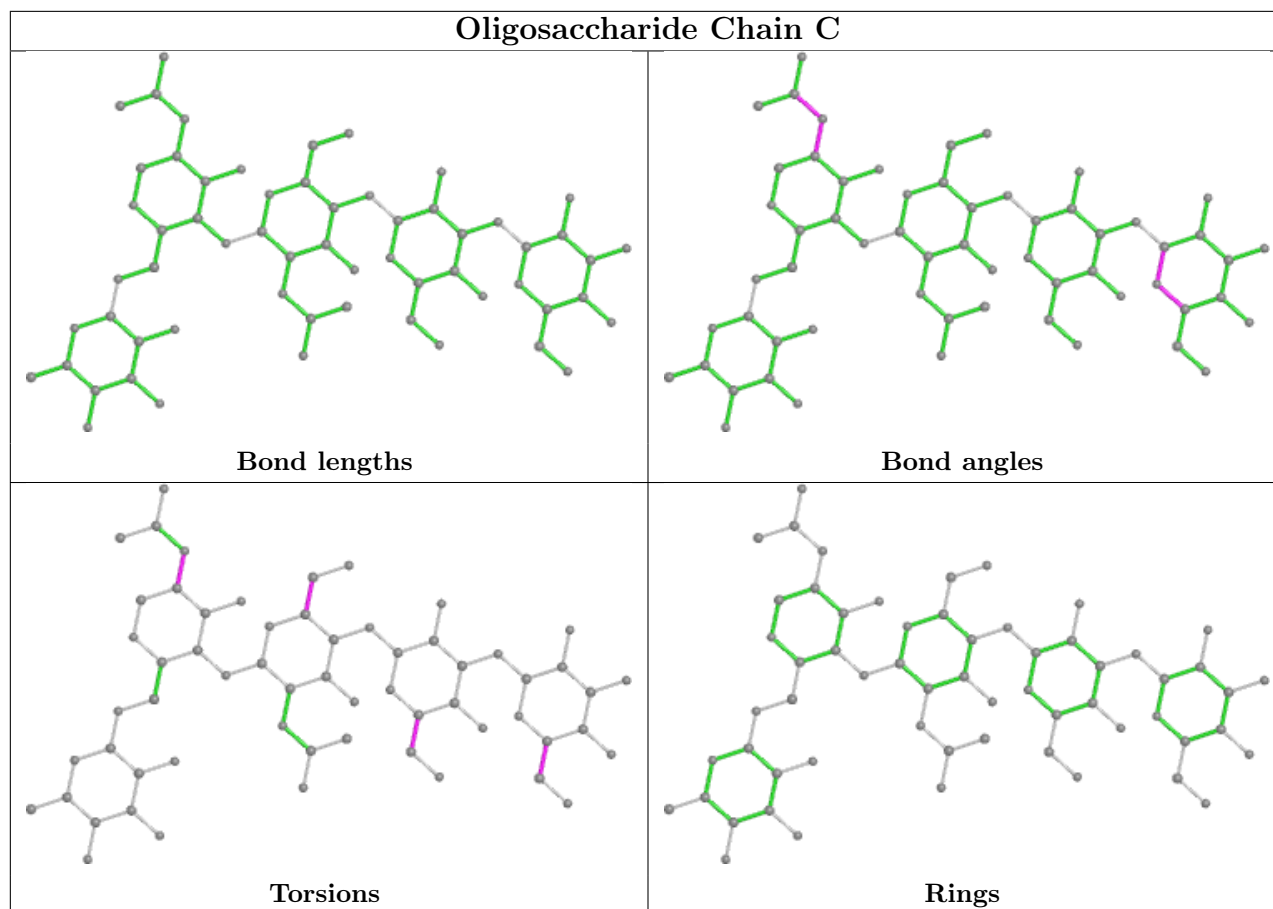 Oligosaccharide Chain C
Bond lengths
Bond angles
Torsions
Rings